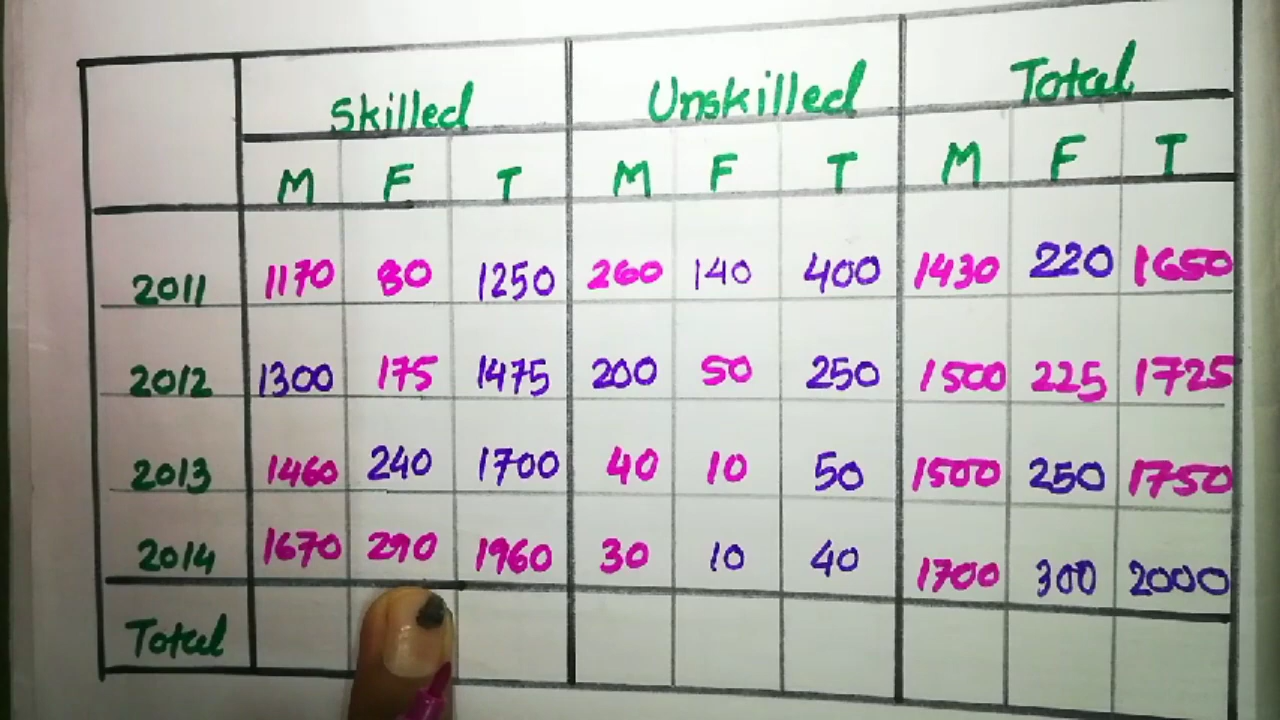 Skilled Unskilled Total
M F T M F T M F T
2011 1170 80 1250 260 140 400 1430 220 1650
2012 1300 175 1475 200 50 250 1500 225 1725
2013 1460 240 1700 40 10 50 1500 250 1750
2014 1670 290 1960 30 10 40 1700 300 2000
Total